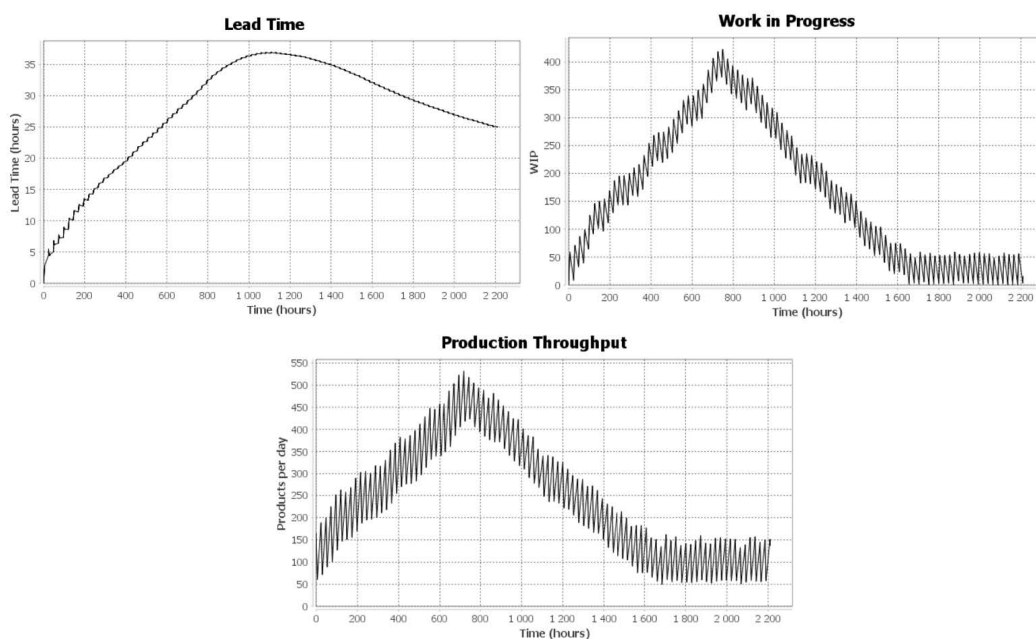 Lead Time
Lead Time (hours)
35
30
25
20
15
10
5
0
0 200 400 600 800 1 000 1 200 1 400 1 600 1 800 2 000 2 200
Time (hours)
Work in Progress
WIP
400
350
300
250
200
150
100
50
0
0 200 400 600 800 1 000 1 200 1 400 1 600 1 800 2 000 2 200
Time (hours)
Production Throughput
Products per day
550
500
450
400
350
300
250
200
150
100
50
0
0 200 400 600 800 1 000 1 200 1 400 1 600 1 800 2 000 2 200
Time (hours)